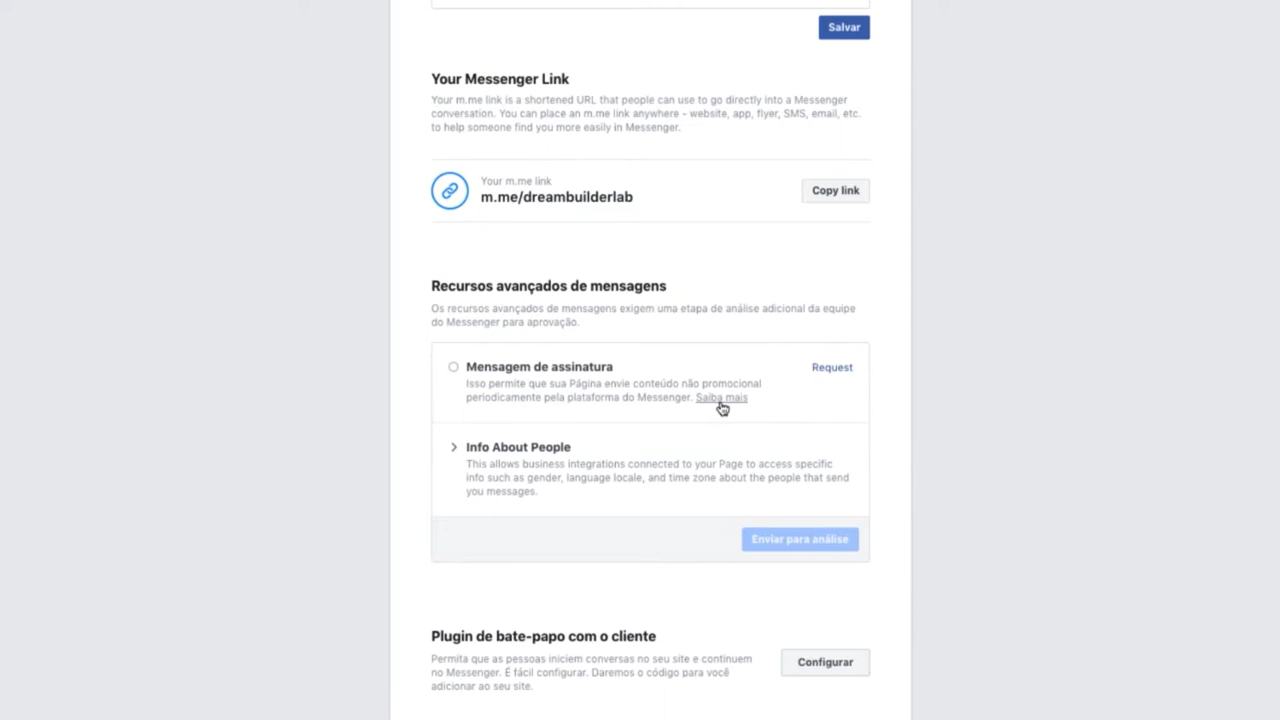 Salvar
Your Messenger Link
Your m.me link is a shortened URL that people can use to go directly into a Messenger
conversation. You can place an m.me link anywhere - website, app, flyer, SMS, email, etc.
to help someone find you more easily in Messenger.
Your m.me link
m.me/dreambuilderlab
Copy link
Recursos avançados de mensagens
Os recursos avançados de mensagens exigem uma etapa de análise adicional da equipe
do Messenger para aprovação.
Mensagem de assinatura
Request
Isso permite que sua Página envie conteúdo não promocional
periodicamente pela plataforma do Messenger. Saiba mais
Info About People
This allows business integrations connected to your Page to access specific
info such as gender, language locale, and time zone about the people that send
you messages.
Enviar para análise
Plugin de bate-papo com o cliente
Permita que as pessoas iniciem conversas no seu site e continuem
no Messenger. É fácil configurar. Daremos o código para você
adicionar ao seu site.
Configurar